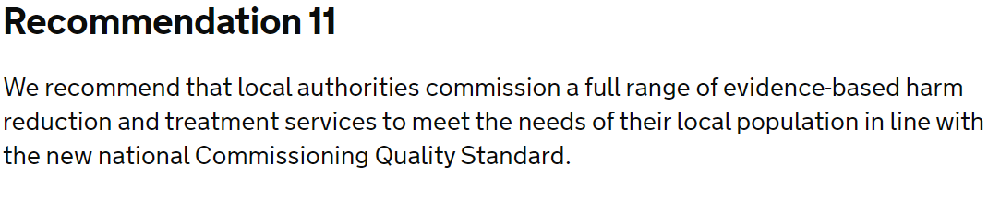 Recommendation 11
We recommend that local authorities commission a full range of evidence-based harm
reduction and treatment services to meet the needs of their local population in line with
the new national Commissioning Quality Standard.